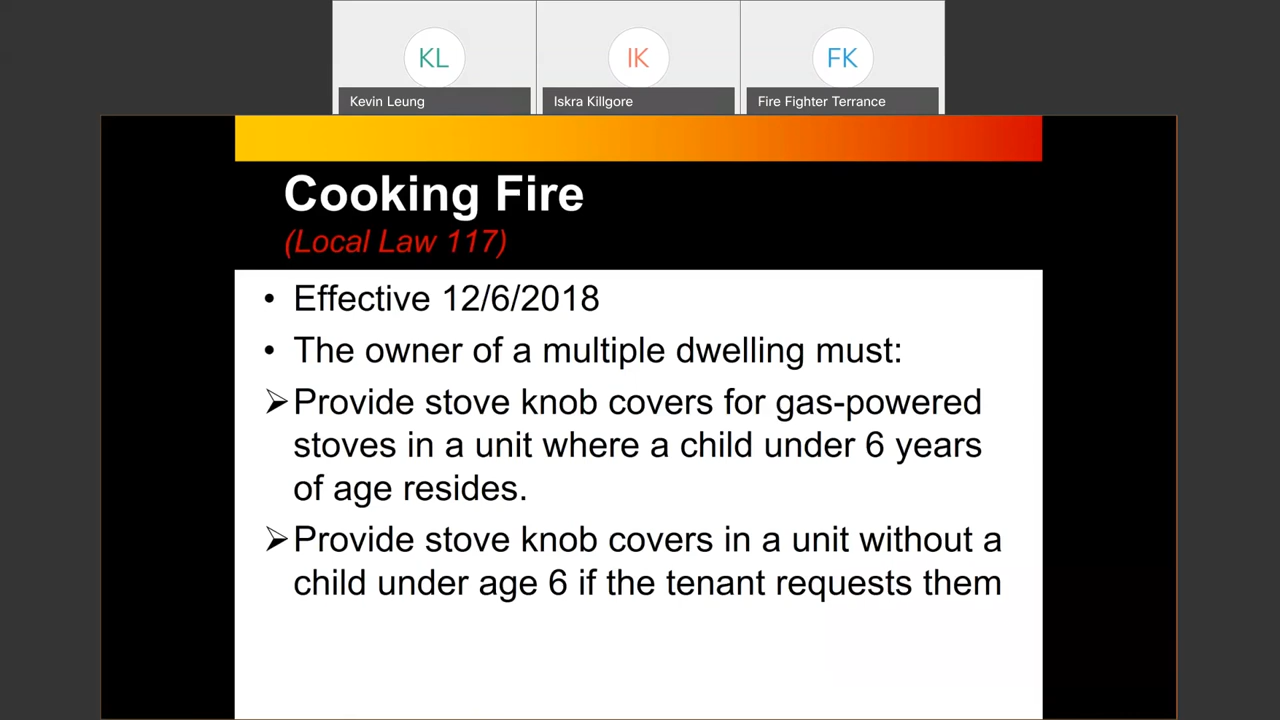 KL
IK
FK
Kevin Leung
Iskra Killgore
Fire Fighter Terrance
Cooking Fire
(Local Law 117)
• Effective 12/6/2018
• The owner of a multiple dwelling must:
➢Provide stove knob covers for gas-powered
stoves in a unit where a child under 6 years
of age resides.
➢Provide stove knob covers in a unit without a
child under age 6 if the tenant requests them